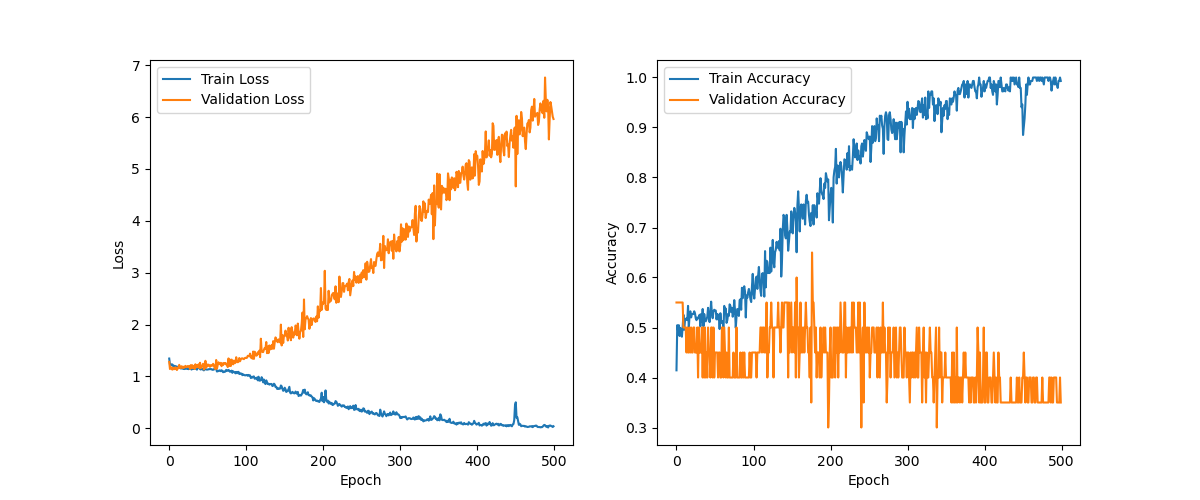 Train Loss
Validation Loss
7
6
5
4
3
2
1
0
Loss
0 100 200 300 400 500
Epoch
Train Accuracy
Validation Accuracy
1.0
0.9
0.8
0.7
0.6
0.5
0.4
0.3
Accuracy
0 100 200 300 400 500
Epoch